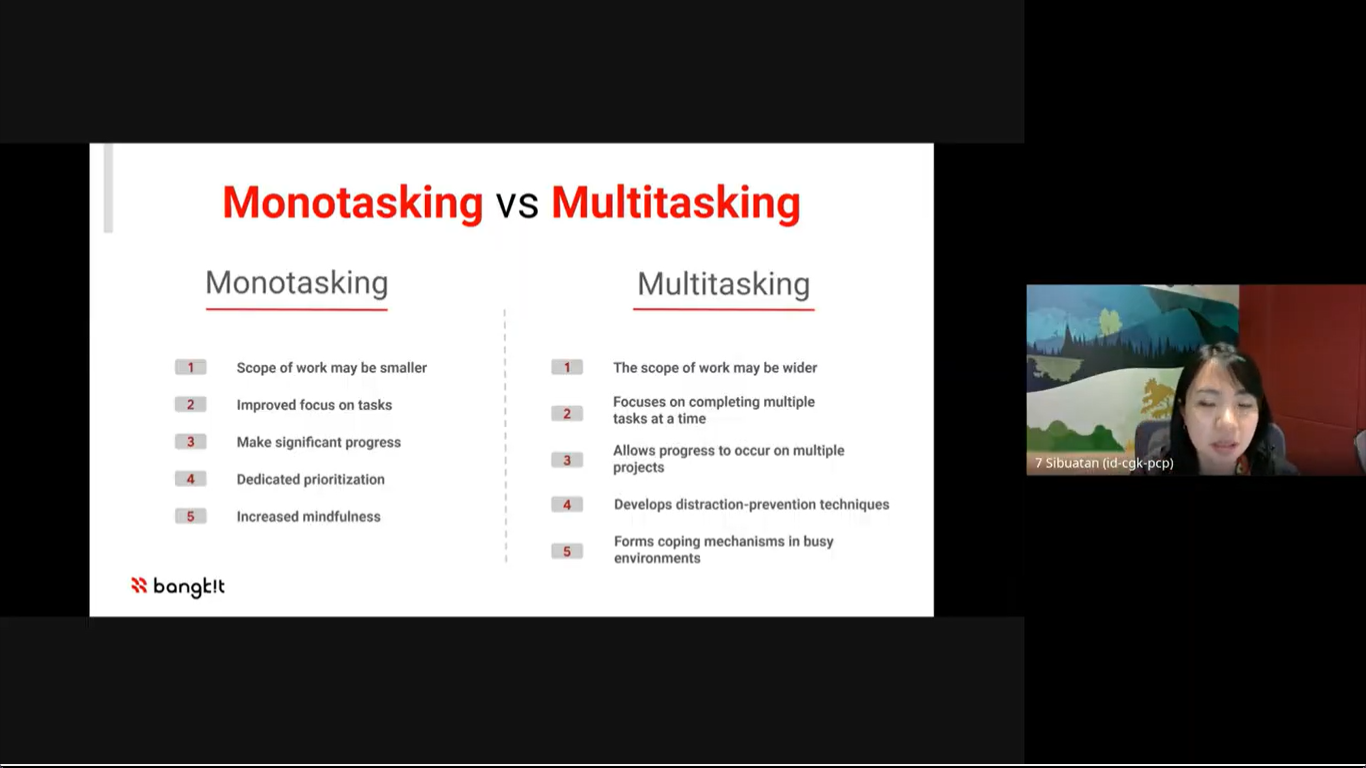 Monotasking vs Multitasking
Monotasking
1 Scope of work may be smaller
2 Improved focus on tasks
3 Make significant progress
4 Dedicated prioritization
5 Increased mindfulness
Multitasking
1 The scope of work may be wider
2 Focuses on completing multiple
tasks at a time
3 Allows progress to occur on multiple
projects
4 Develops distraction-prevention techniques
5 Forms coping mechanisms in busy
environments
bangk!t
7 Sibuatan (id-cgk-pcp)